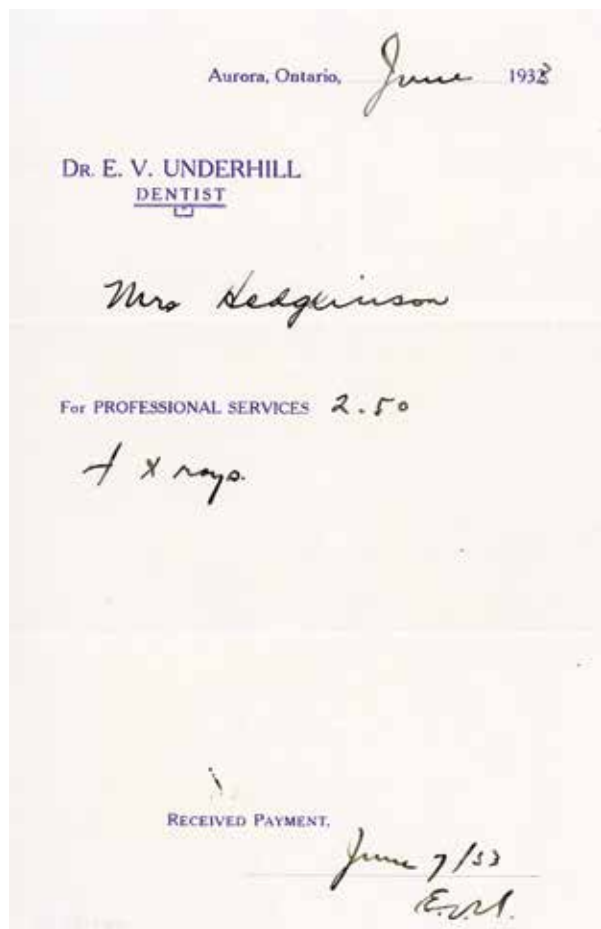 Aurora, Ontario, June 1933
DR. E. V. UNDERHILL
DENTIST
Mrs Hodgkinson
For PROFESSIONAL SERVICES 2.50
+ X rays.
RECEIVED PAYMENT,
June 7/33
E.V.U.